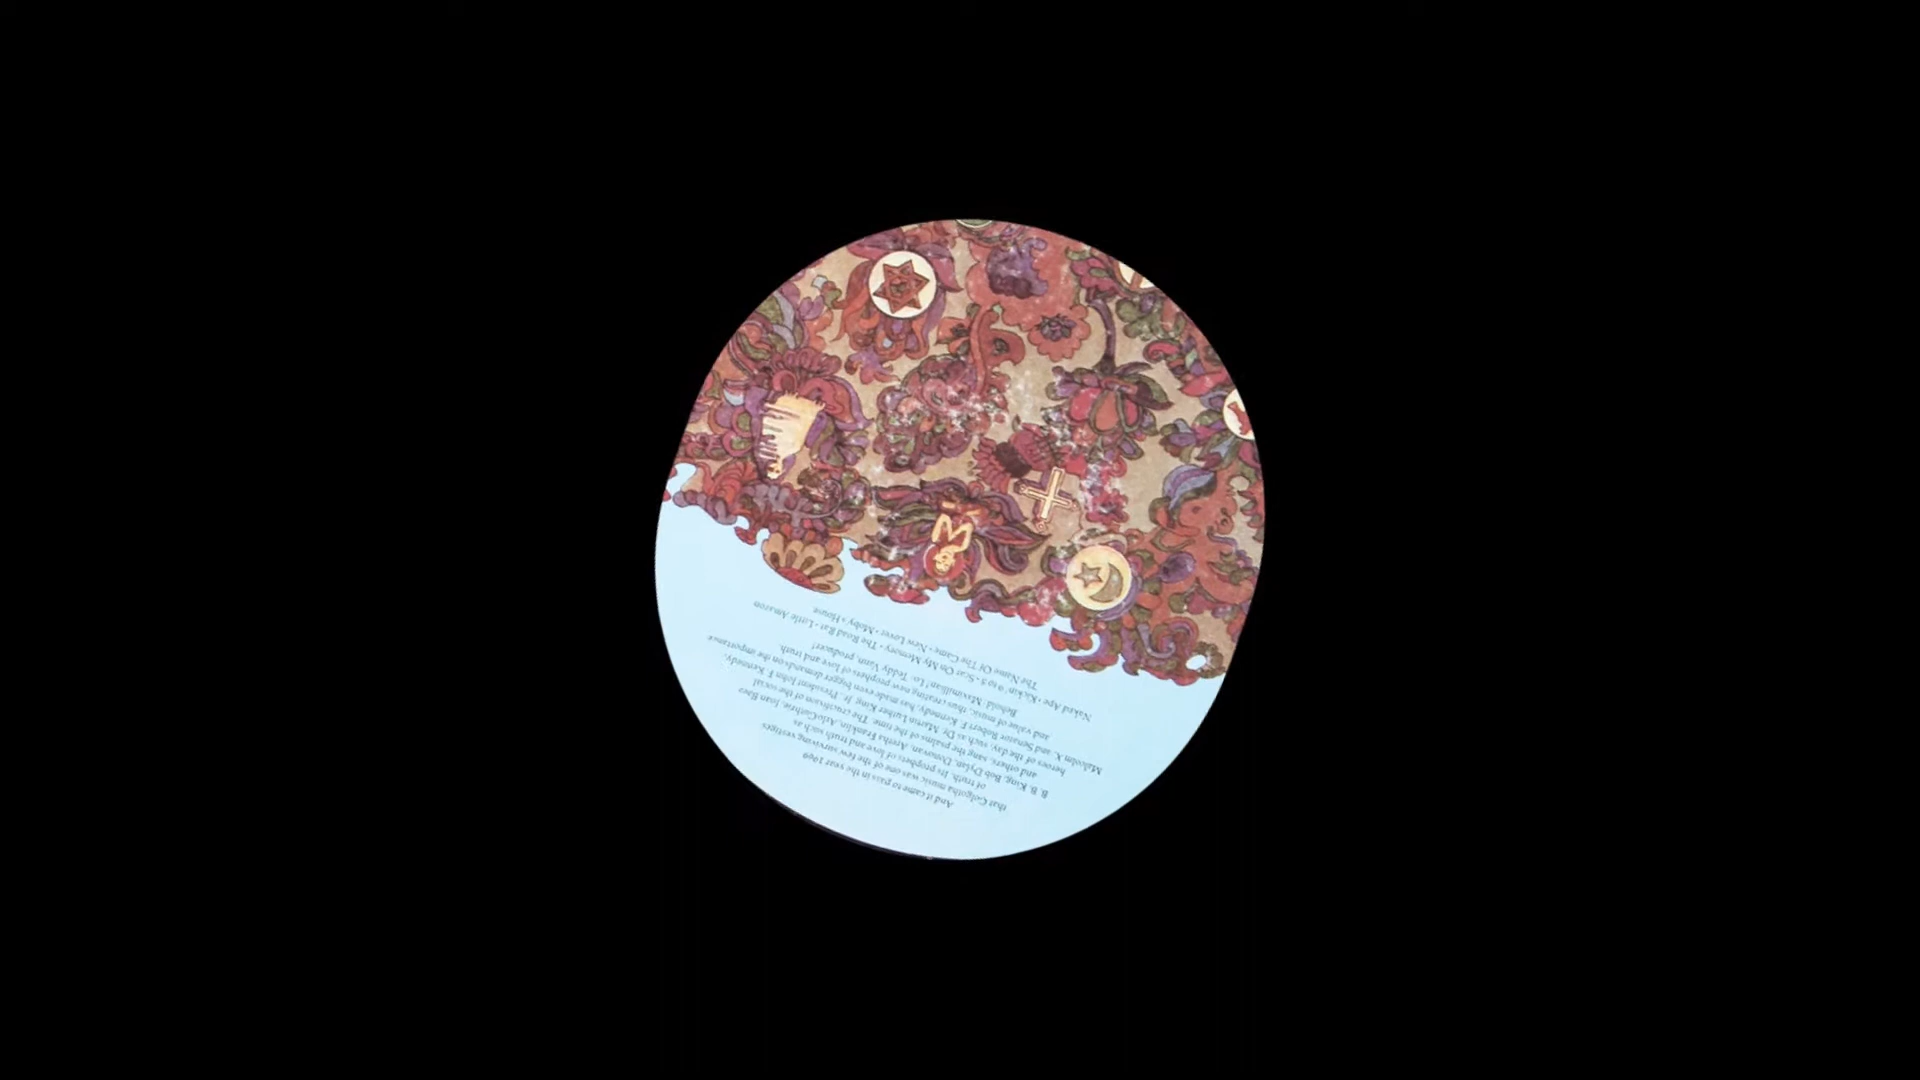 And it came to pass in the year 1969
that Golgotha music was one of the few surviving vestiges
of truth. Its prophets of love and truth such as
B. B. King, Bob Dylan, Donovan, Aretha Franklin, Arlo Guthrie, Joan Baez
and others, sang the psalms of the time. The crucifixion of the social
heroes of the day, such as Dr. Martin Luther King, Jr., President John F. Kennedy,
Malcolm X, and Senator Robert F. Kennedy, has made even bigger demands on the importance
and value of music, thus creating new prophets of love and truth.
Behold: Maximillian! Lo: Teddy Vann, producer!
Naked Ape • Kickin' 9 to 5 • Scar On My Memory • The Road Rat • Little Amazon
The Name Of The Game • New Lover • Moby • House